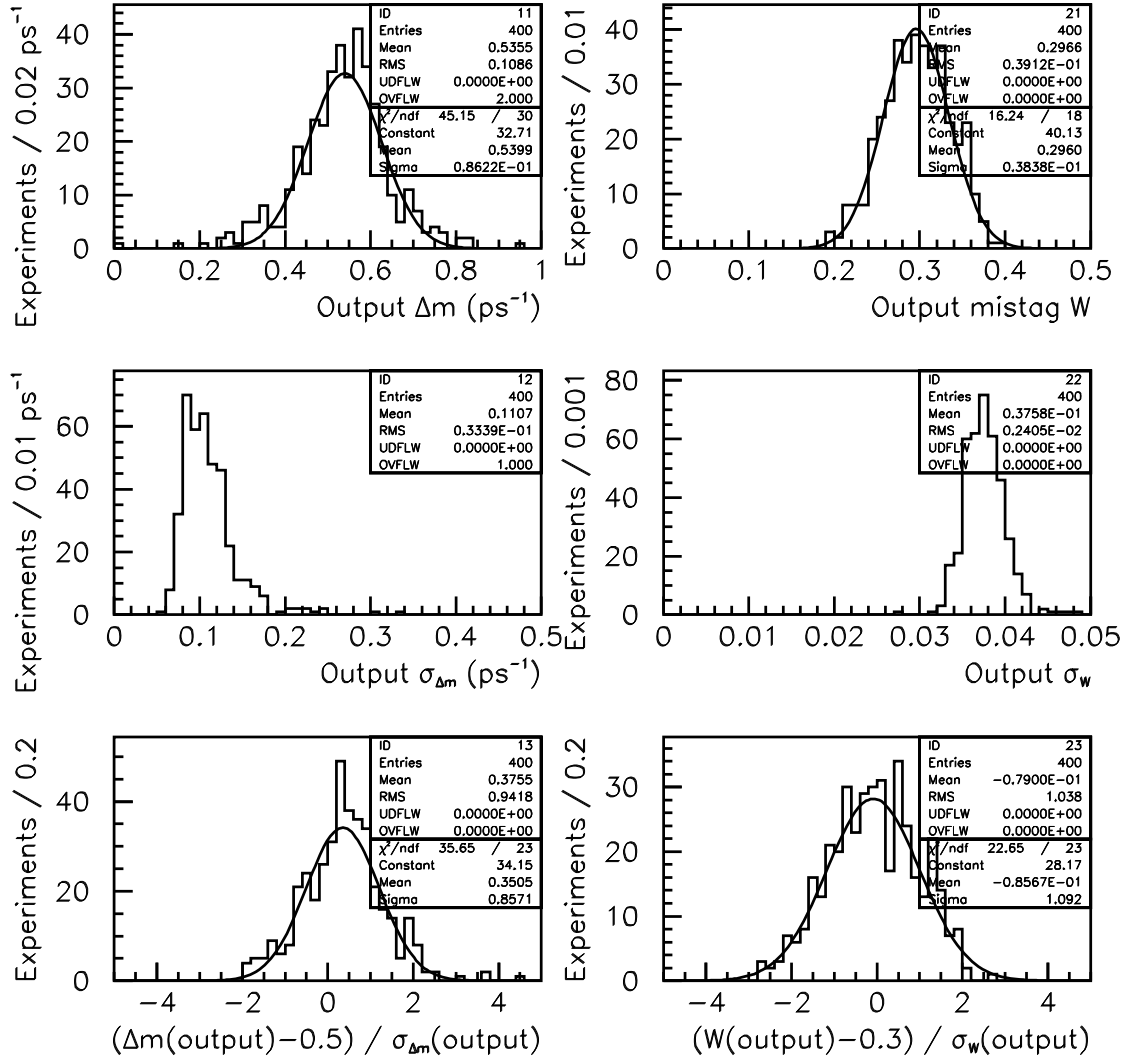 Experiments / 0.02 ps⁻¹
40
30
20
10
0
0 0.2 0.4 0.6 0.8 1
Output Δm (ps⁻¹)
ID 11
Entries 400
Mean 0.5355
RMS 0.1086
UDFLW 0.0000E+00
OVFLW 2.000
χ²/ndf 45.15 / 30
Constant 32.71
Mean 0.5399
Sigma 0.8622E-01
Experiments / 0.01
40
30
20
10
0
0 0.1 0.2 0.3 0.4 0.5
Output mistag W
ID 21
Entries 400
Mean 0.2966
RMS 0.3912E-01
UDFLW 0.0000E+00
OVFLW 0.0000E+00
χ²/ndf 16.24 / 18
Constant 40.13
Mean 0.2960
Sigma 0.3838E-01
Experiments / 0.01 ps⁻¹
60
40
20
0
0 0.1 0.2 0.3 0.4 0.5
Output σΔm (ps⁻¹)
ID 12
Entries 400
Mean 0.1107
RMS 0.3339E-01
UDFLW 0.0000E+00
OVFLW 1.000
Experiments / 0.001
80
60
40
20
0
0 0.01 0.02 0.03 0.04 0.05
Output σW
ID 22
Entries 400
Mean 0.3758E-01
RMS 0.2405E-02
UDFLW 0.0000E+00
OVFLW 0.0000E+00
Experiments / 0.2
40
20
0
−4 −2 0 2 4
(Δm(output)−0.5) / σΔm(output)
ID 13
Entries 400
Mean 0.3755
RMS 0.9418
UDFLW 0.0000E+00
OVFLW 0.0000E+00
χ²/ndf 35.65 / 23
Constant 34.15
Mean 0.3505
Sigma 0.8571
Experiments / 0.2
30
20
10
0
−4 −2 0 2 4
(W(output)−0.3) / σW(output)
ID 23
Entries 400
Mean −0.7900E-01
RMS 1.038
UDFLW 0.0000E+00
OVFLW 0.0000E+00
χ²/ndf 22.65 / 23
Constant 28.17
Mean −0.8567E-01
Sigma 1.092